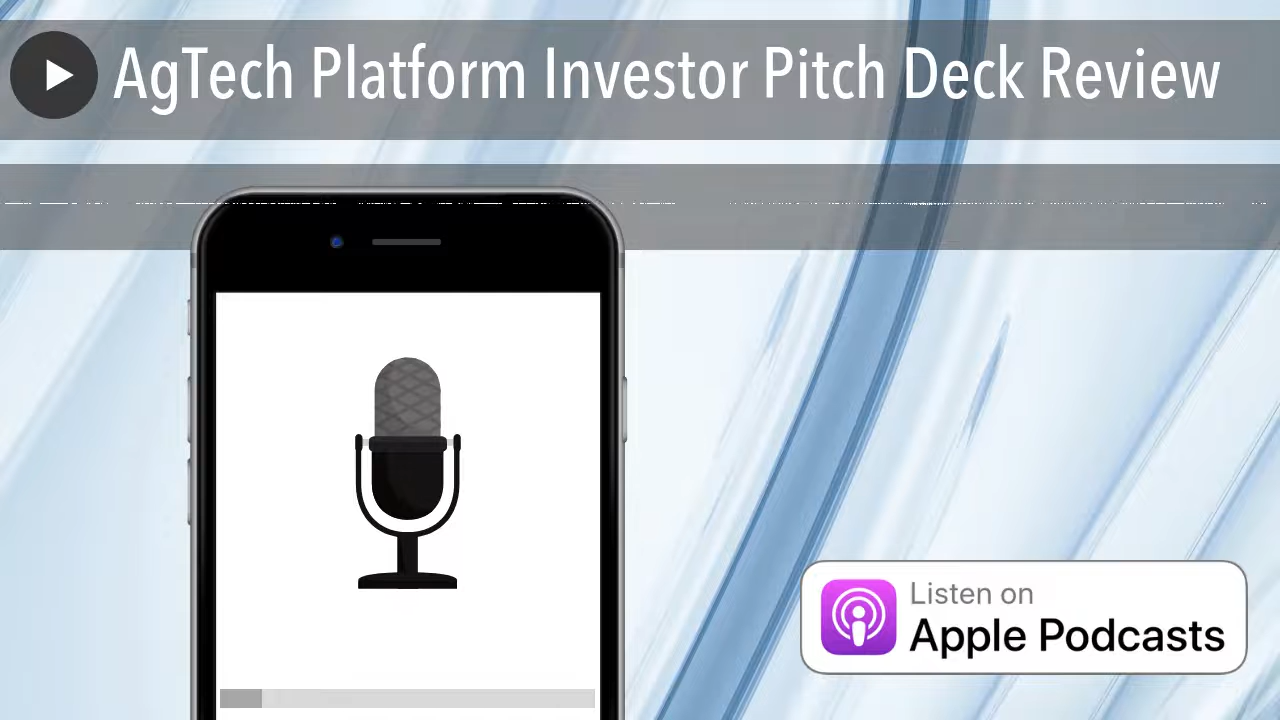 AgTech Platform Investor Pitch Deck Review
Listen on
Apple Podcasts